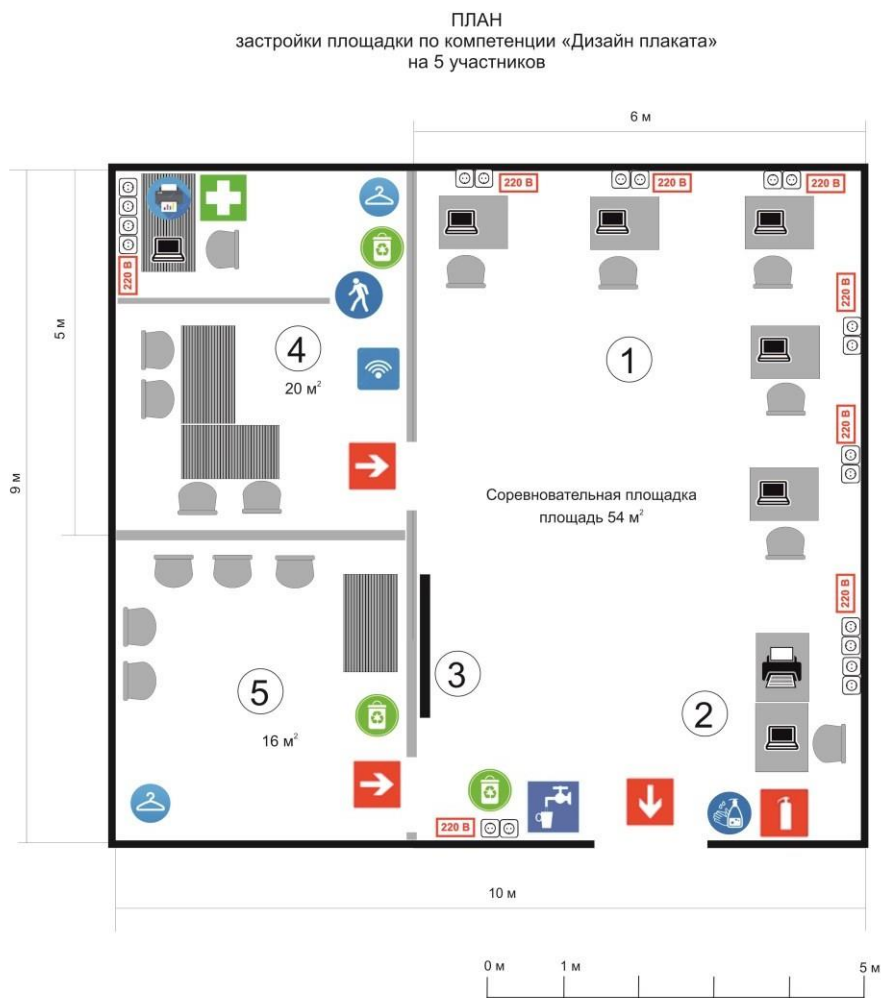 ПЛАН
застройки площадки по компетенции «Дизайн плаката»
на 5 участников
6 м
220 В
220 В
220 В
220 В
220 В
5 м
4
20 м²
1
220 В
9 м
Соревновательная площадка
площадь 54 м²
220 В
3
5
2
16 м²
220 В
10 м
0 м
1 м
5 м